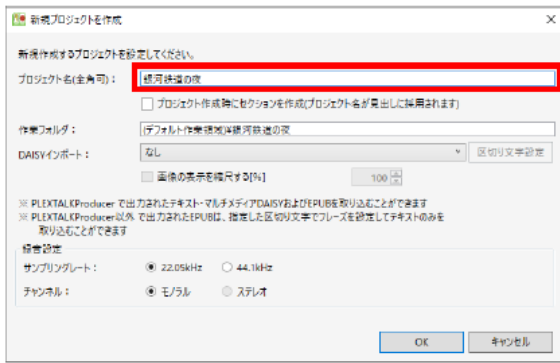 新規プロジェクトを作成
新規作成するプロジェクトを設定してください。
プロジェクト名(全角可)： 銀河鉄道の夜
プロジェクト作成時にセクションを作成(プロジェクト名が見出しに採用されます)
作業フォルダ： (デフォルト作業領域)¥銀河鉄道の夜
DAISYインポート： なし 区切り文字設定
画像の表示を縮尺する[%] 100
※ PLEXTALKProducer で出力されたテキスト・マルチメディアDAISYおよびEPUBを取り込むことができます
※ PLEXTALKProducer以外 で出力されたEPUBは、指定した区切り文字でフレーズを設定してテキストのみを
取り込むことができます
録音設定
サンプリングレート： 22.05kHz 44.1kHz
チャンネル： モノラル ステレオ
OK キャンセル